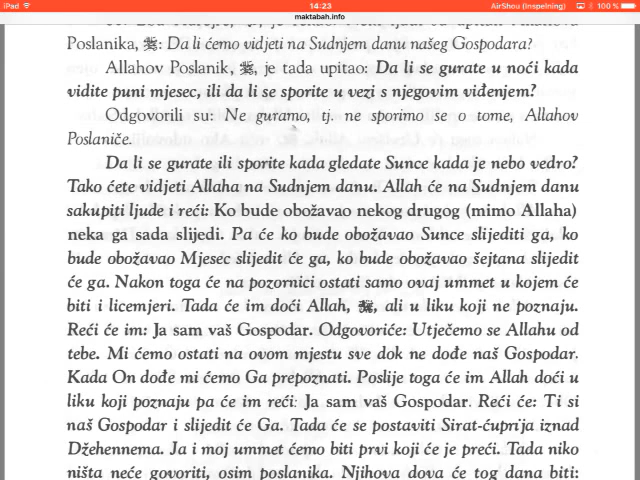 iPad
14:23
AirShou (Inspelning) 100 %
maktabah.info
Poslanika, ﷺ: Da li ćemo vidjeti na Sudnjem danu našeg Gospodara?
Allahov Poslanik, ﷺ, je tada upitao: Da li se gurate u noći kada
vidite puni mjesec, ili da li se sporite u vezi s njegovim viđenjem?
Odgovorili su: Ne guramo, tj. ne sporimo se o tome, Allahov
Poslaniče.
Da li se gurate ili sporite kada gledate Sunce kada je nebo vedro?
Tako ćete vidjeti Allaha na Sudnjem danu. Allah će na Sudnjem danu
sakupiti ljude i reći: Ko bude obožavao nekog drugog (mimo Allaha)
neka ga sada slijedi. Pa će ko bude obožavao Sunce slijediti ga, ko
bude obožavao Mjesec slijedit će ga, ko bude obožavao šejtana slijedit
će ga. Nakon toga će na pozornici ostati samo ovaj ummet u kojem će
biti i licemjeri. Tada će im doći Allah, ﷻ, ali u liku koji ne poznaju.
Reći će im: Ja sam vaš Gospodar. Odgovoriće: Utječemo se Allahu od
tebe. Mi ćemo ostati na ovom mjestu sve dok ne dođe naš Gospodar.
Kada On dođe mi ćemo Ga prepoznati. Poslije toga će im Allah doći u
liku koji poznaju pa će im reći: Ja sam vaš Gospodar. Reći će: Ti si
naš Gospodar i slijedit će Ga. Tada će se postaviti Sirat-ćuprija iznad
Džehennema. Ja i moj ummet ćemo biti prvi koji će je preći. Tada niko
ništa neće govoriti, osim poslanika. Njihova dova će tog dana biti: